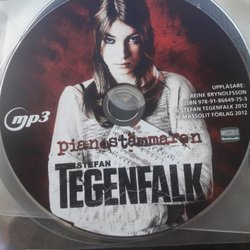 UPPLÄSARE:
REINE BRYNOLFSSON
ISBN 978-91-86649-75-3
STEFAN TEGENFALK 2012
MASSOLIT FÖRLAG 2012
MASSOLIT
mp3
pianostämmaren
STEFAN
TEGENFALK